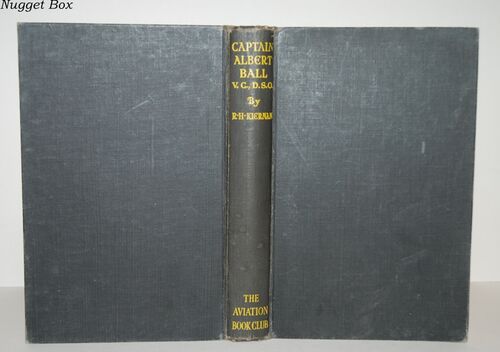 Nugget Box
CAPTAIN
ALBERT
BALL
V.C., D.S.O.
By
R·H·KIERNAN
THE
AVIATION
BOOK CLUB